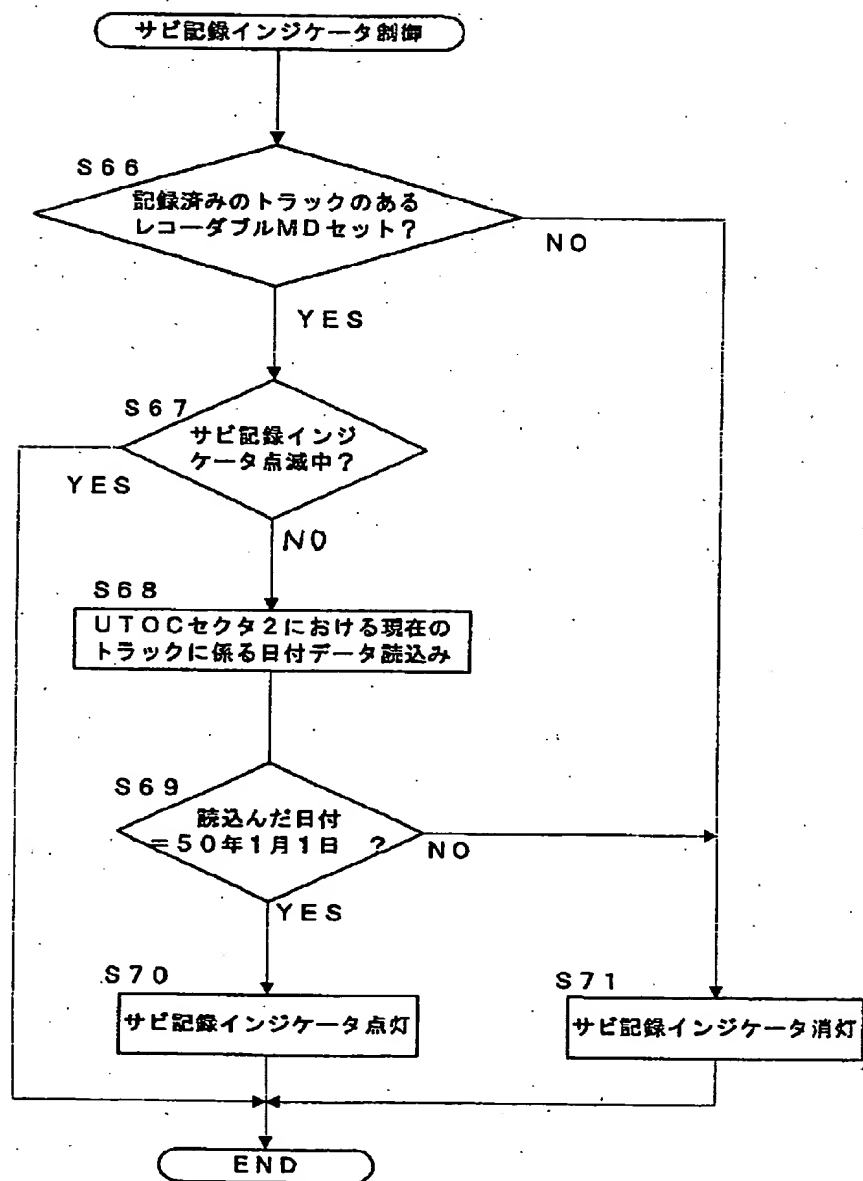 サビ記録インジケータ制御
S66
記録済みのトラックのある
レコーダブルMDセット?
NO
YES
S67
サビ記録インジ
ケータ点滅中?
YES
NO
S68
UTOCセクタ2における現在の
トラックに係る日付データ読込み
S69
読込んだ日付
=50年1月1日 ?
NO
YES
S70
サビ記録インジケータ点灯
S71
サビ記録インジケータ消灯
END